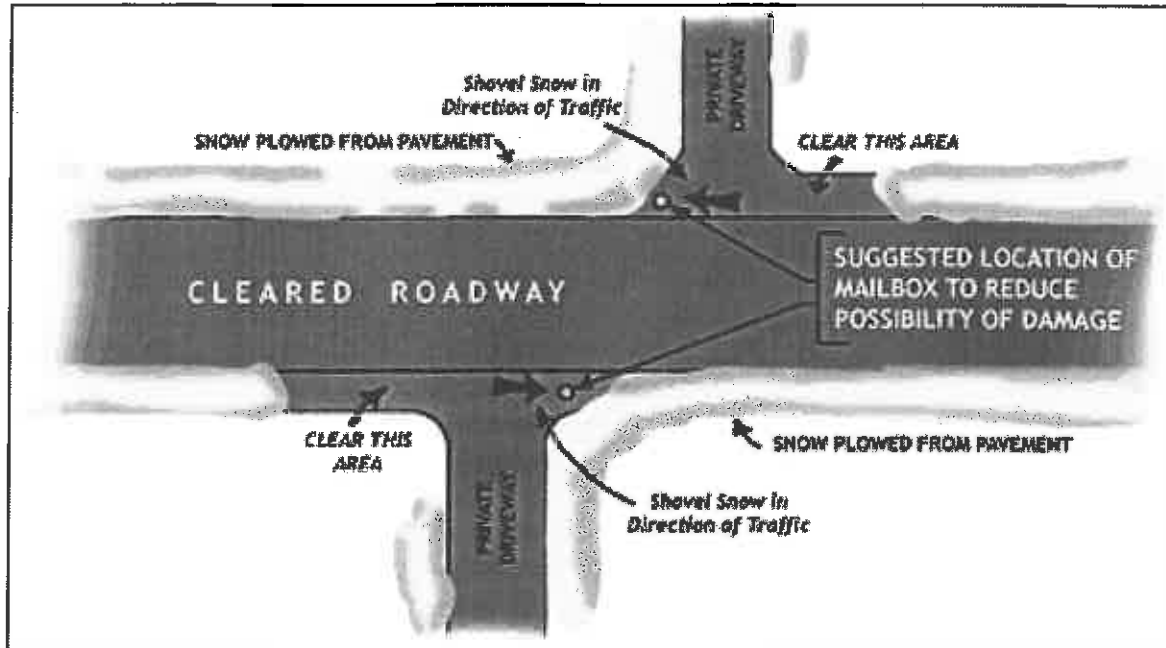 PRIVATE
DRIVEWAY
Shovel Snow in
Direction of Traffic
SNOW PLOWED FROM PAVEMENT
CLEAR THIS AREA
CLEARED ROADWAY
SUGGESTED LOCATION OF
MAILBOX TO REDUCE
POSSIBILITY OF DAMAGE
CLEAR THIS
AREA
SNOW PLOWED FROM PAVEMENT
PRIVATE
DRIVEWAY
Shovel Snow in
Direction of Traffic